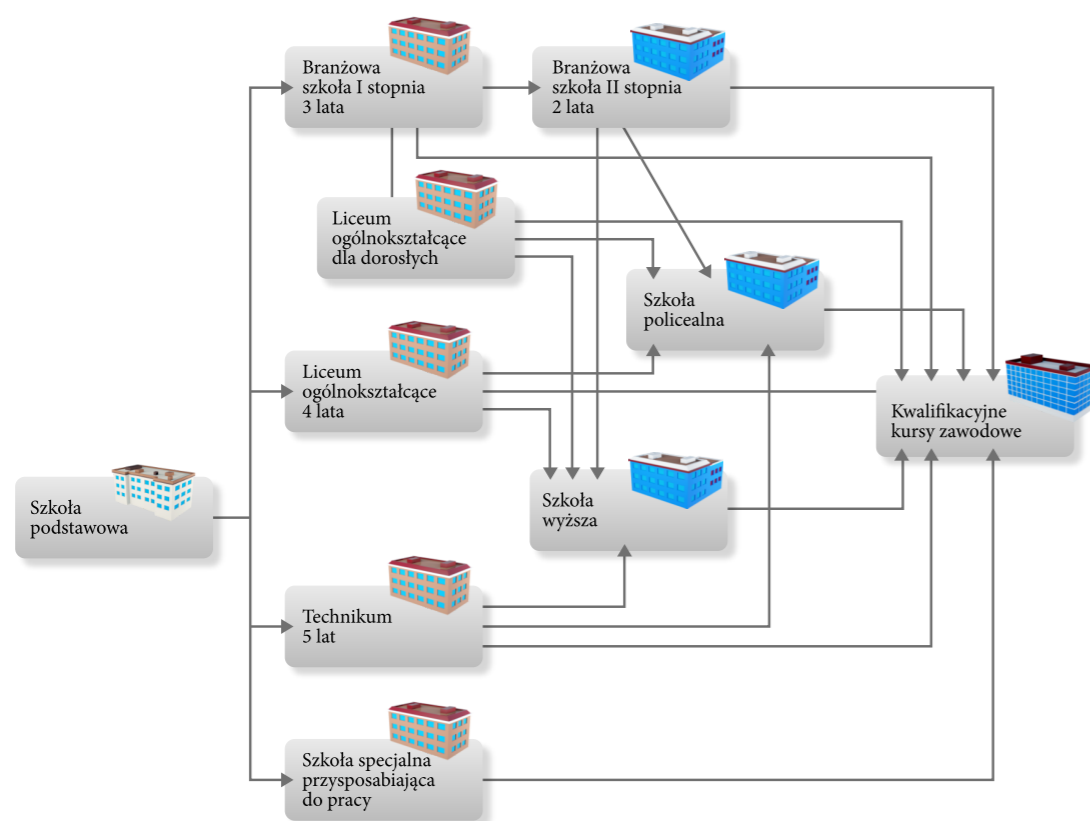 Branżowa
szkoła I stopnia
3 lata
Branżowa
szkoła II stopnia
2 lata
Liceum
ogólnokształcące
dla dorosłych
Szkoła
policealna
Liceum
ogólnokształcące
4 lata
Kwalifikacyjne
kursy zawodowe
Szkoła
podstawowa
Szkoła
wyższa
Technikum
5 lat
Szkoła specjalna
przysposabiająca
do pracy